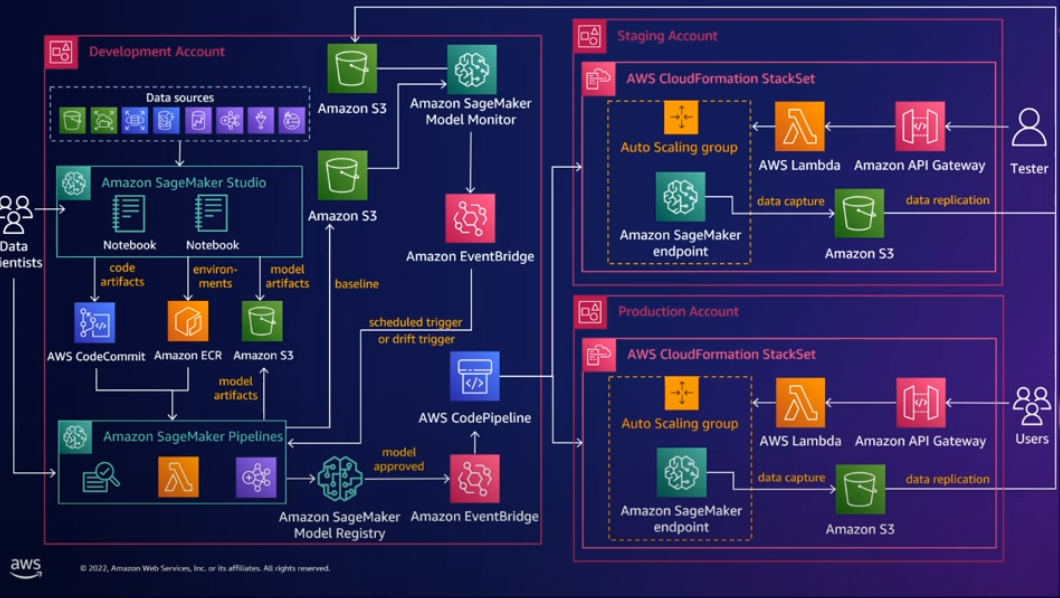 Development Account
Data sources
Amazon SageMaker Studio
Notebook
Notebook
Data
ientists
code
artifacts
environ-
ments
model
artifacts
AWS CodeCommit
Amazon ECR
Amazon S3
model
artifacts
Amazon SageMaker Pipelines
Amazon S3
Amazon S3
baseline
Amazon SageMaker
Model Monitor
Amazon EventBridge
scheduled trigger
or drift trigger
AWS CodePipeline
model
approved
Amazon SageMaker
Model Registry
Amazon EventBridge
Staging Account
AWS CloudFormation StackSet
Auto Scaling group
AWS Lambda
Amazon API Gateway
Tester
Amazon SageMaker
endpoint
data capture
Amazon S3
data replication
Production Account
AWS CloudFormation StackSet
Auto Scaling group
AWS Lambda
Amazon API Gateway
Users
Amazon SageMaker
endpoint
data capture
Amazon S3
data replication
aws
© 2022, Amazon Web Services, Inc. or its affiliates. All rights reserved.